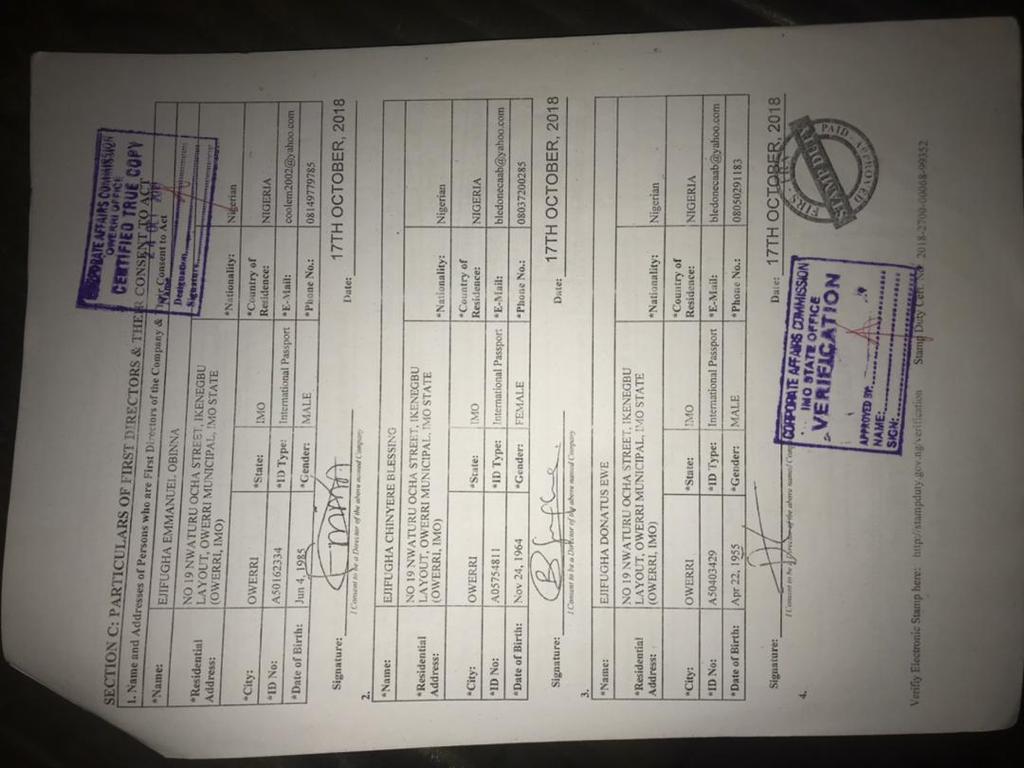 SECTION C: PARTICULARS OF FIRST DIRECTORS & THEIR CONSENT TO ACT
CORPORATE AFFAIRS COMMISSION
OWERRI OFFICE
CERTIFIED TRUE COPY
24 OCT
Name
Designation
Signature
1. Name and Addresses of Persons who are First Directors of the Company & Their Consent to Act
*Name: EJIFUGHA EMMANUEL OBINNA
*Residential Address: NO 19 NWATURU OCHA STREET, IKENEGBU
LAYOUT, OWERRI MUNICIPAL, IMO STATE
(OWERRI, IMO) *Nationality: Nigerian
*City: OWERRI *State: IMO *Country of Residence: NIGERIA
*ID No: A50162334 *ID Type: International Passport *E-Mail: coolem2002@yahoo.com
*Date of Birth: Jun 4, 1985 *Gender: MALE *Phone No.: 08149779785
Signature: EMMA Date: 17TH OCTOBER, 2018
I Consent to be a Director of the above named Company
2.
*Name: EJIFUGHA CHINYERE BLESSING
*Residential Address: NO 19 NWATURU OCHA STREET, IKENEGBU
LAYOUT, OWERRI MUNICIPAL, IMO STATE
(OWERRI, IMO) *Nationality: Nigerian
*City: OWERRI *State: IMO *Country of Residence: NIGERIA
*ID No: A05754811 *ID Type: International Passport *E-Mail: bledonecaab@yahoo.com
*Date of Birth: Nov 24, 1964 *Gender: FEMALE *Phone No.: 08037200285
Signature: Date: 17TH OCTOBER, 2018
I Consent to be a Director of the above named Company
3.
*Name: EJIFUGHA DONATUS EWE
*Residential Address: NO 19 NWATURU OCHA STREET, IKENEGBU
LAYOUT, OWERRI MUNICIPAL, IMO STATE
(OWERRI, IMO) *Nationality: Nigerian
*City: OWERRI *State: IMO *Country of Residence: NIGERIA
*ID No: A50403429 *ID Type: International Passport *E-Mail: bledonecaab@yahoo.com
*Date of Birth: Apr 22, 1955 *Gender: MALE *Phone No.: 08050291183
Signature: Date: 17TH OCTOBER, 2018
I Consent to be a Director of the above named Company
4.
CORPORATE AFFAIRS COMMISSION
IMO STATE OFFICE
VERIFICATION
APPROVED BY:
NAME:
SIGN:
STAMP DUTY
PAID APPROVED
Verifiy Electronic Stamp here: http://stampduty.gov.ng/verification Stamp Duty Cert. No 2018-2700-00068-99352